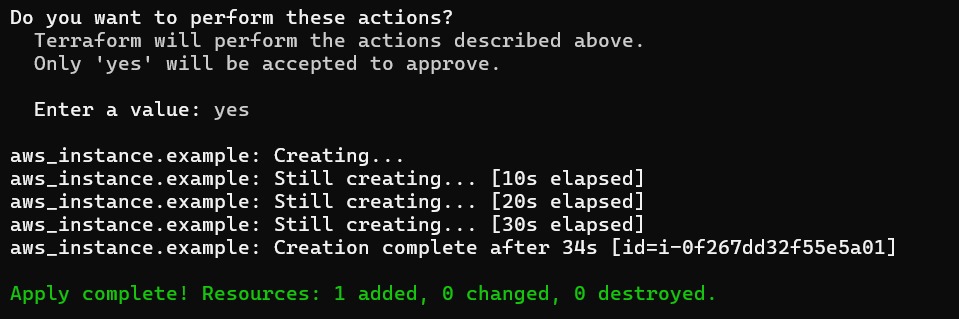 Do you want to perform these actions?
Terraform will perform the actions described above.
Only 'yes' will be accepted to approve.
Enter a value: yes
aws_instance.example: Creating...
aws_instance.example: Still creating... [10s elapsed]
aws_instance.example: Still creating... [20s elapsed]
aws_instance.example: Still creating... [30s elapsed]
aws_instance.example: Creation complete after 34s [id=i-0f267dd32f55e5a01]
Apply complete! Resources: 1 added, 0 changed, 0 destroyed.